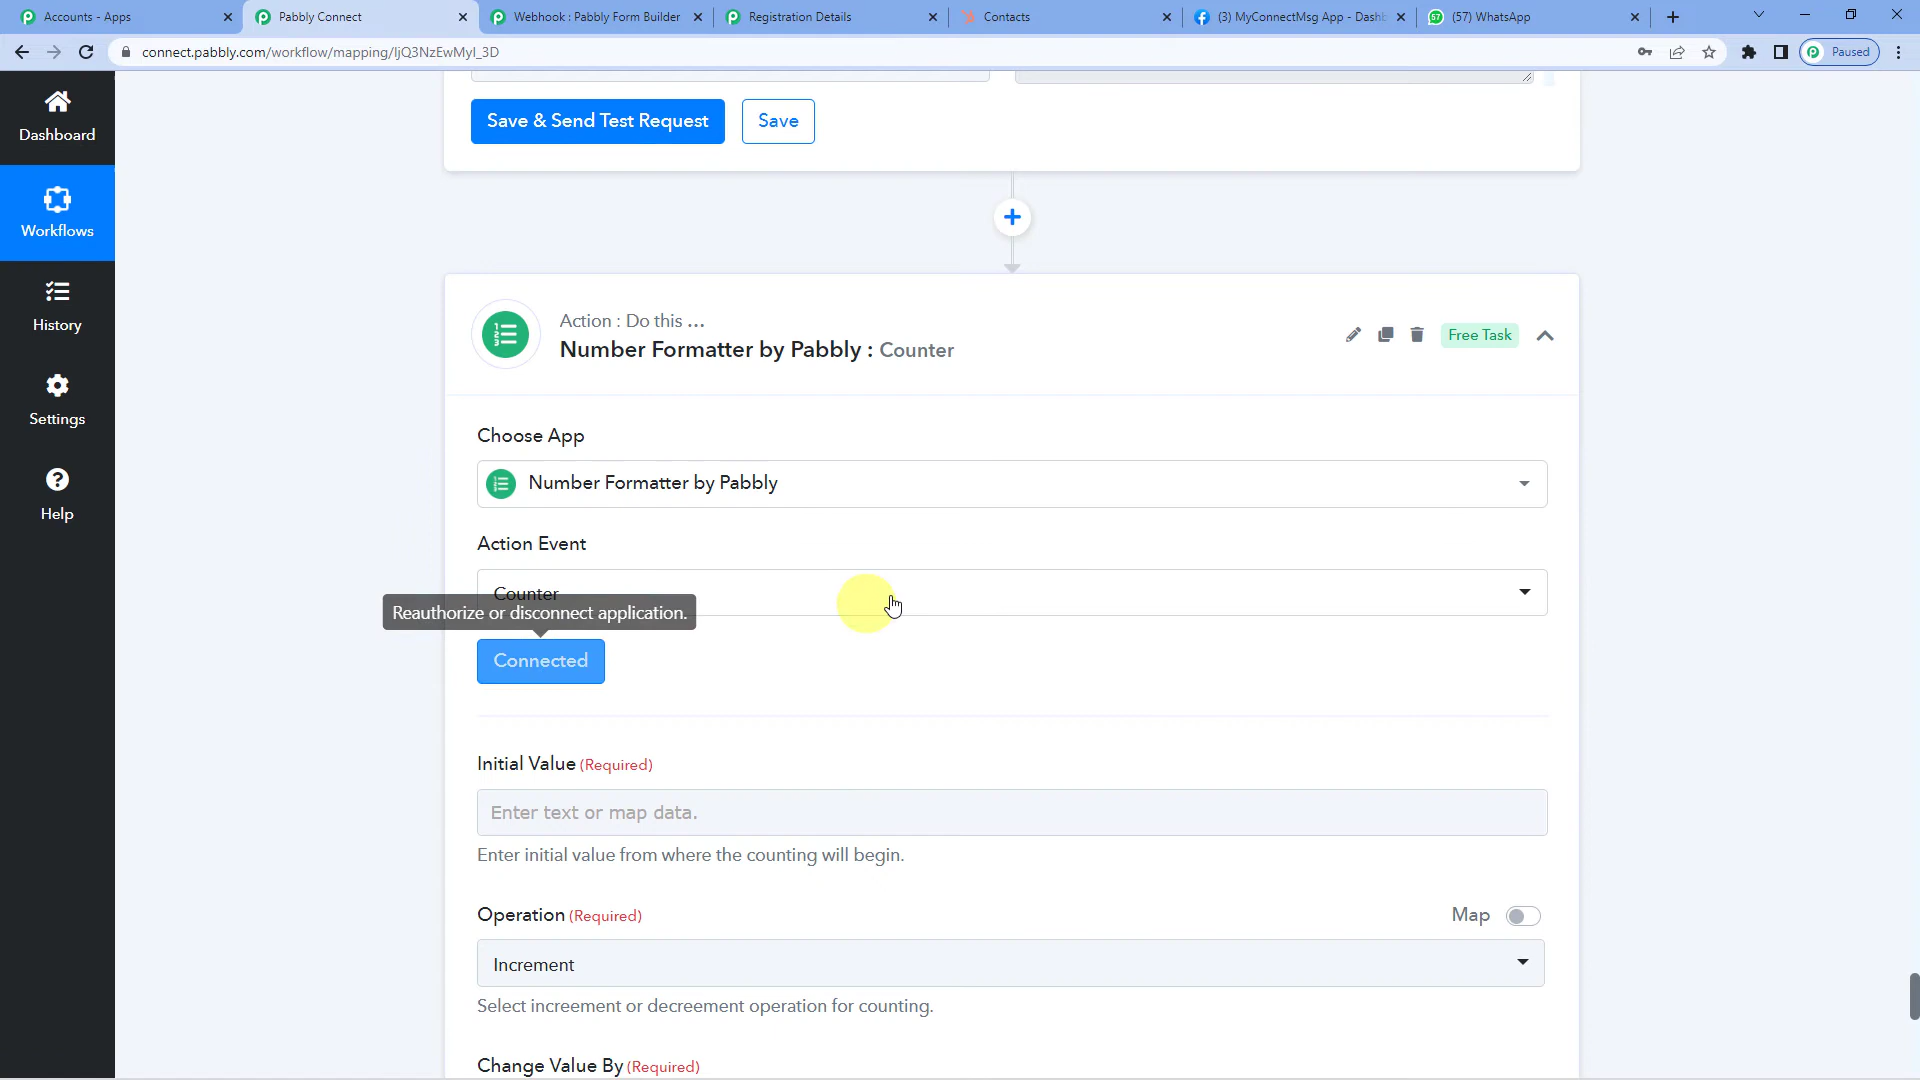 Accounts - Apps
Pabbly Connect
Webhook : Pabbly Form Builder
Registration Details
Contacts
(3) MyConnectMsg App - Dashb
(57) WhatsApp
connect.pabbly.com/workflow/mapping/IjQ3NzEwMyI_3D
Paused
Dashboard
Workflows
History
Settings
Help
Save & Send Test Request
Save
Action : Do this ...
Number Formatter by Pabbly : Counter
Free Task
Choose App
Number Formatter by Pabbly
Action Event
Counter
Reauthorize or disconnect application.
Connected
Initial Value (Required)
Enter text or map data.
Enter initial value from where the counting will begin.
Operation (Required)
Map
Increment
Select increement or decreement operation for counting.
Change Value By (Required)